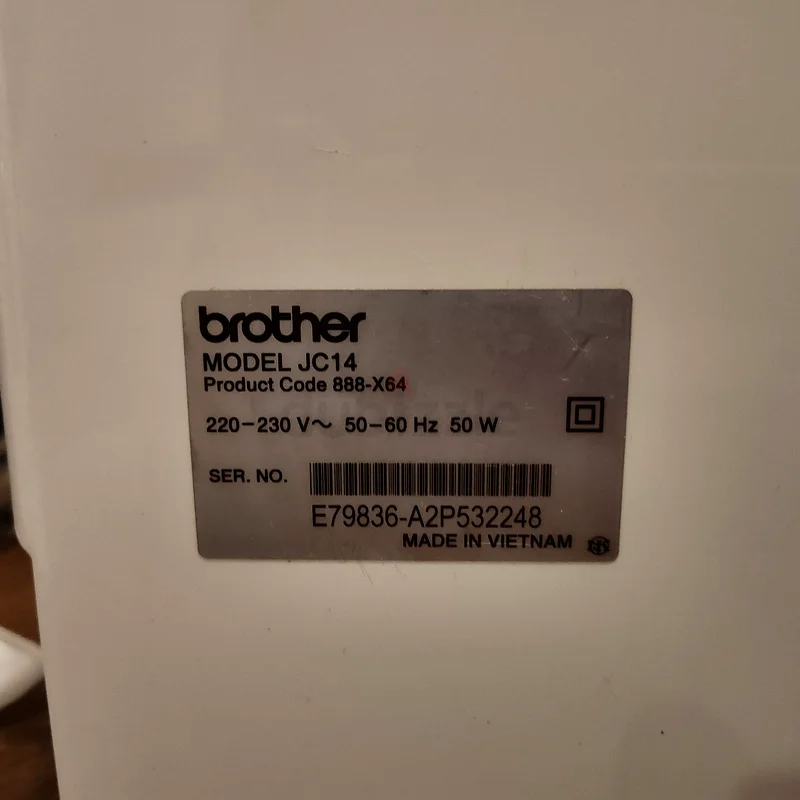 brother
MODEL JC14
Product Code 888-X64
220-230 V~ 50-60 Hz 50 W
SER. NO.
E79836-A2P532248
MADE IN VIETNAM